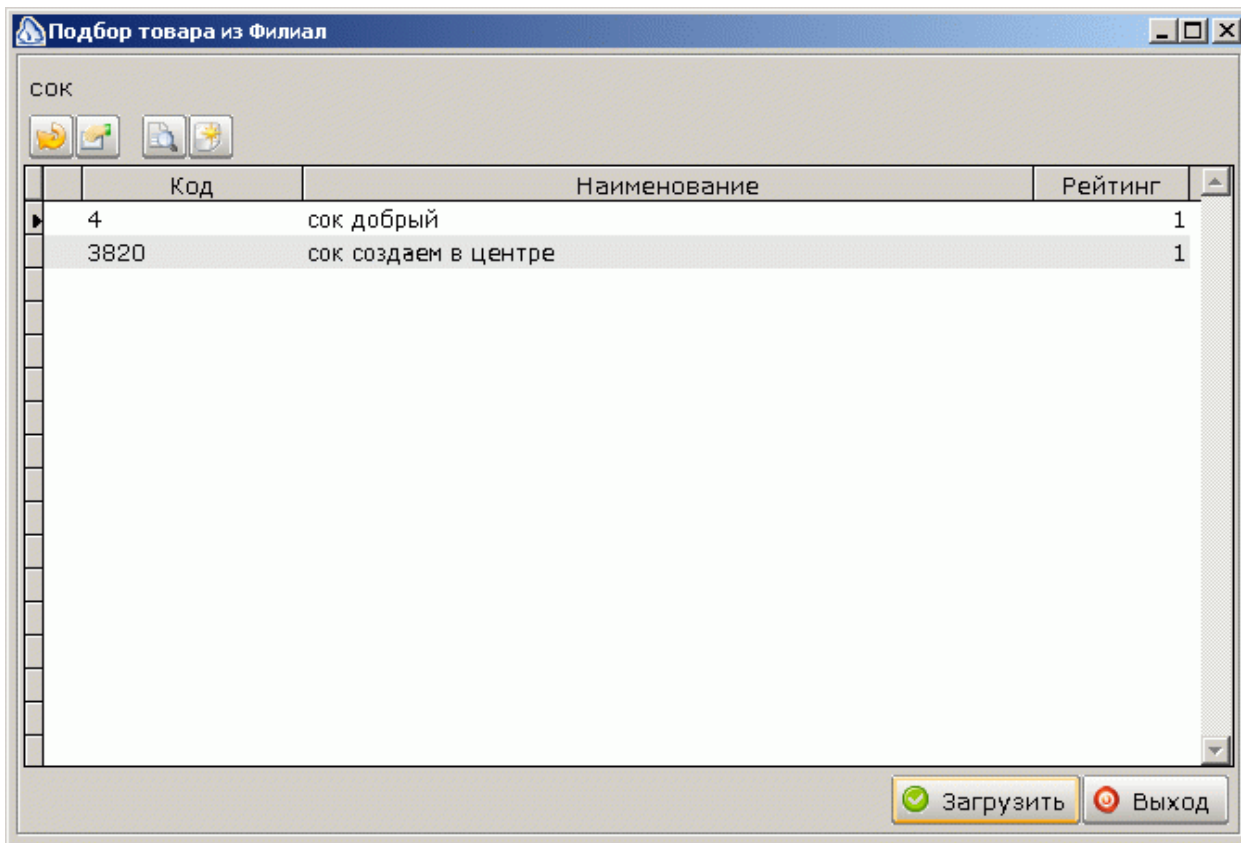 Подбор товара из Филиал
сок
Код Наименование Рейтинг
4 сок добрый 1
3820 сок создаем в центре 1
Загрузить Выход